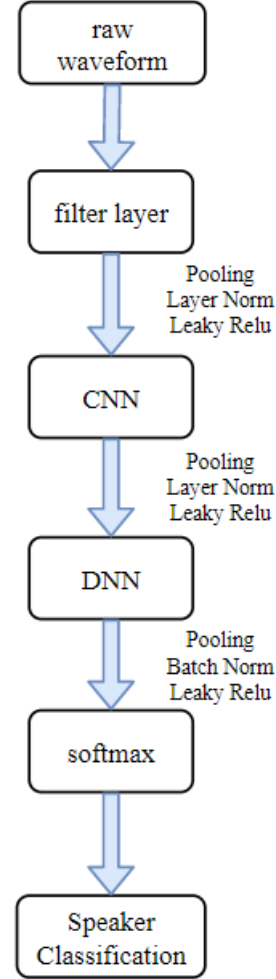 raw
waveform
filter layer
Pooling
Layer Norm
Leaky Relu
CNN
Pooling
Layer Norm
Leaky Relu
DNN
Pooling
Batch Norm
Leaky Relu
softmax
Speaker
Classification